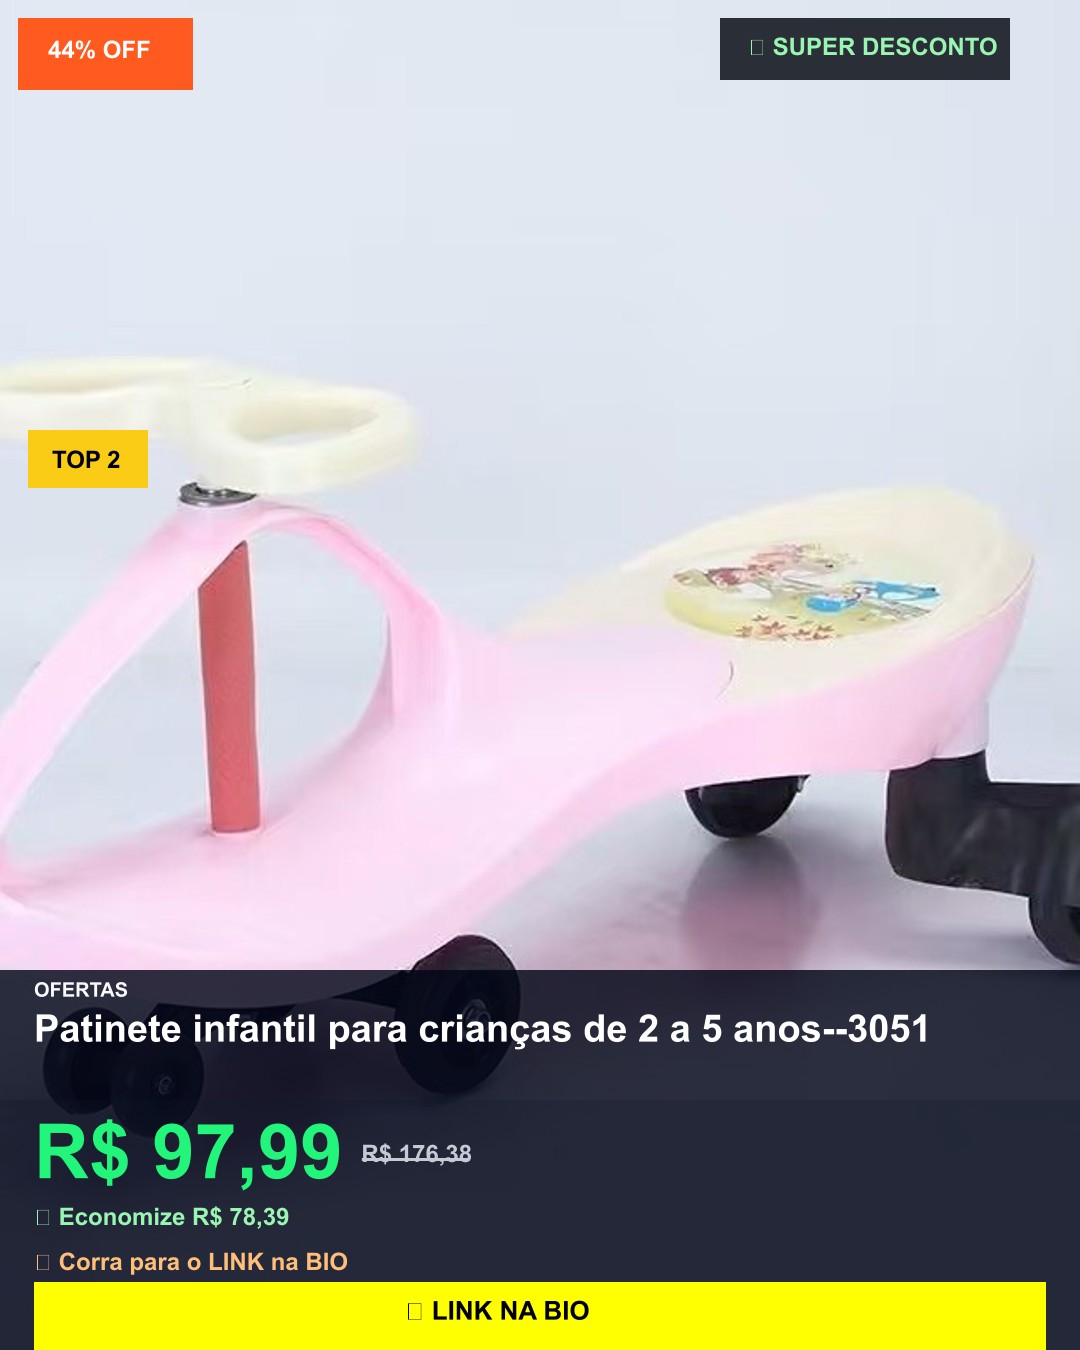 44% OFF
SUPER DESCONTO
TOP 2
OFERTAS
Patinete infantil para crianças de 2 a 5 anos--3051
R$ 97,99 R$ 176,38
Economize R$ 78,39
Corra para o LINK na BIO
LINK NA BIO